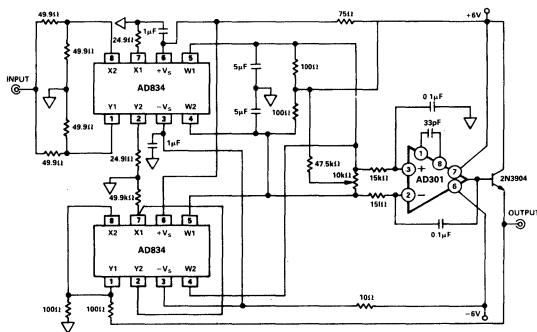 49.9Ω
1μF
75Ω
+6V
24.9Ω
49.9Ω
8 7 6 5
X2 X1 +VS W1
5μF
100Ω
INPUT
AD834
0.1μF
Y1 Y2 -VS W2
1 2 3 4
5μF
100Ω
33pF
49.9Ω
1μF
49.9Ω
24.9Ω
47.5kΩ
10kΩ
15kΩ
3 +
1
8
7
AD301
6
2 −
2N3904
49.9kΩ
15Ω
OUTPUT
8 7 6 5
X2 X1 +VS W1
0.1μF
AD834
Y1 Y2 -VS W2
1 2 3 4
10Ω
100Ω
100Ω
-6V